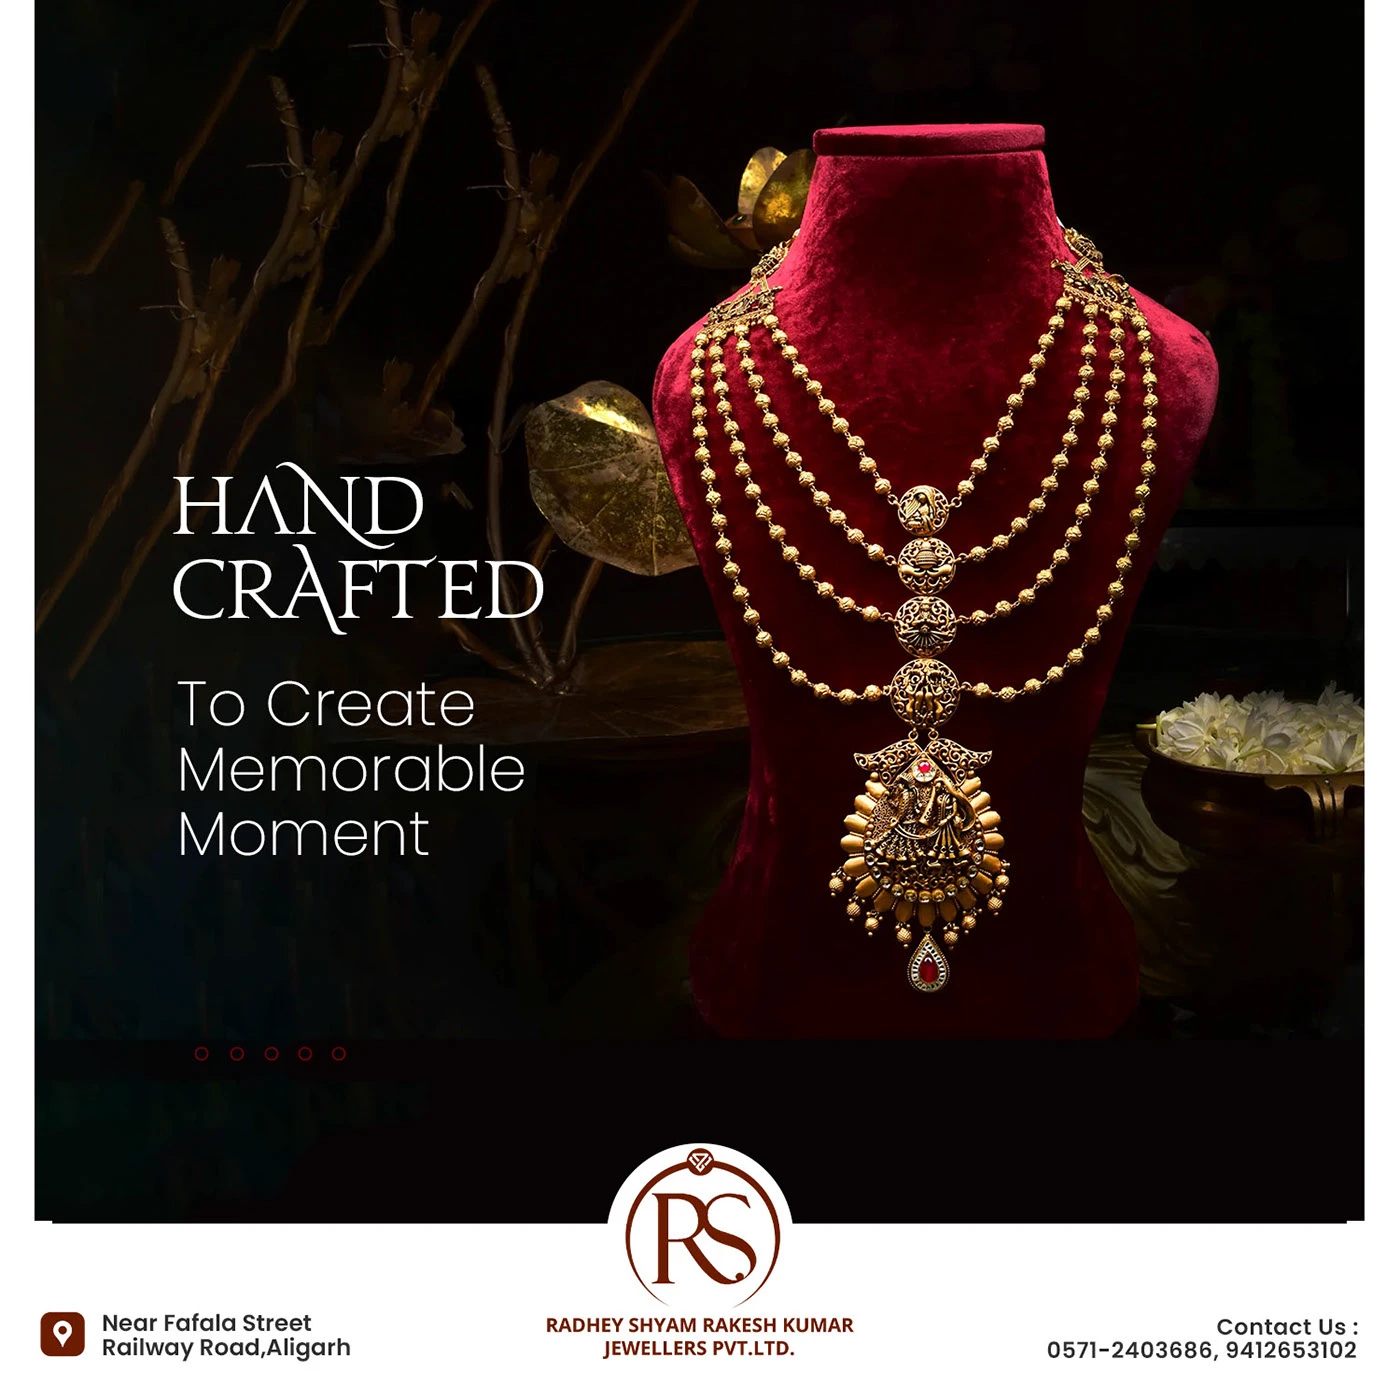 HAND
CRAFTED
To Create
Memorable
Moment
RS
RADHEY SHYAM RAKESH KUMAR
JEWELLERS PVT.LTD.
Near Fafala Street
Railway Road,Aligarh
Contact Us :
0571-2403686, 9412653102